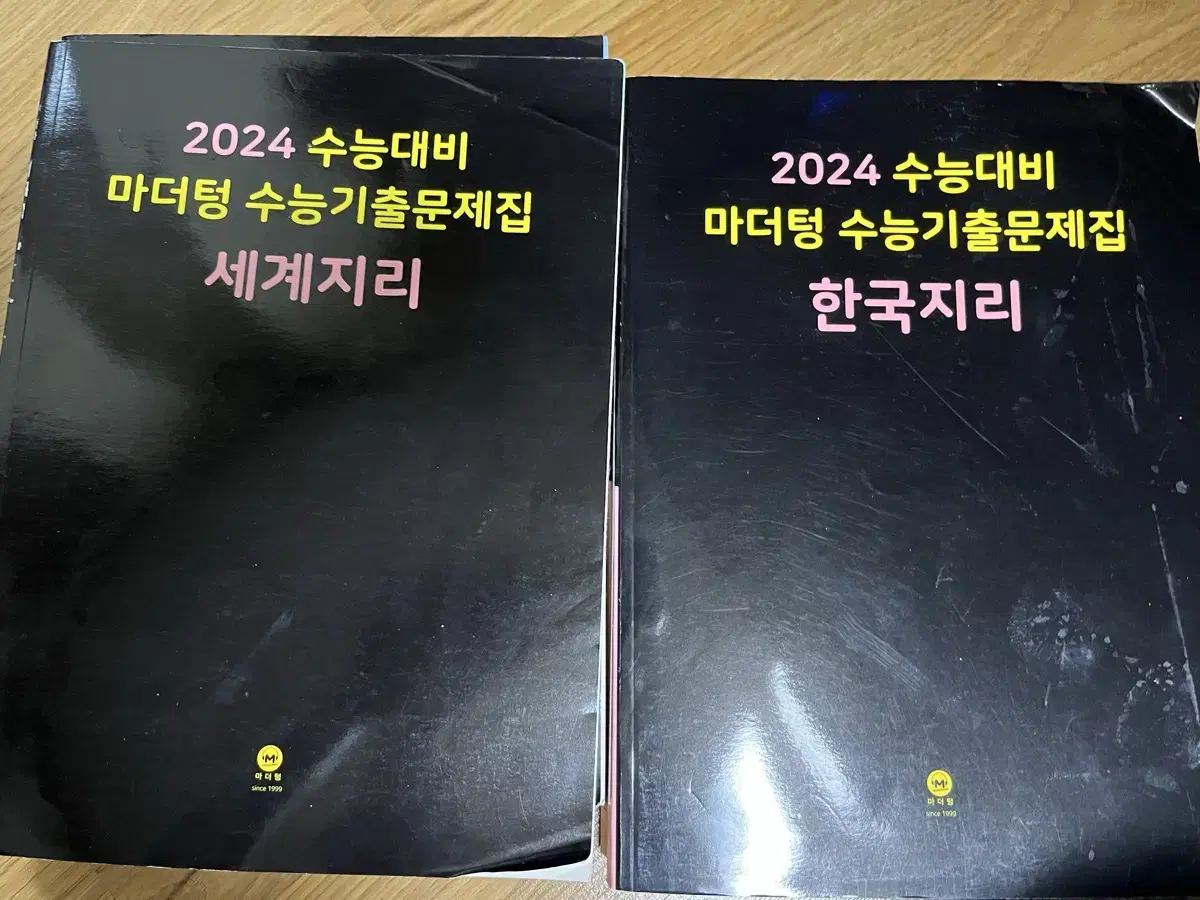 2024 수능대비
마더텅 수능기출문제집
세계지리
M
마더텅
since 1999
2024 수능대비
마더텅 수능기출문제집
한국지리
M
마더텅
since 1999